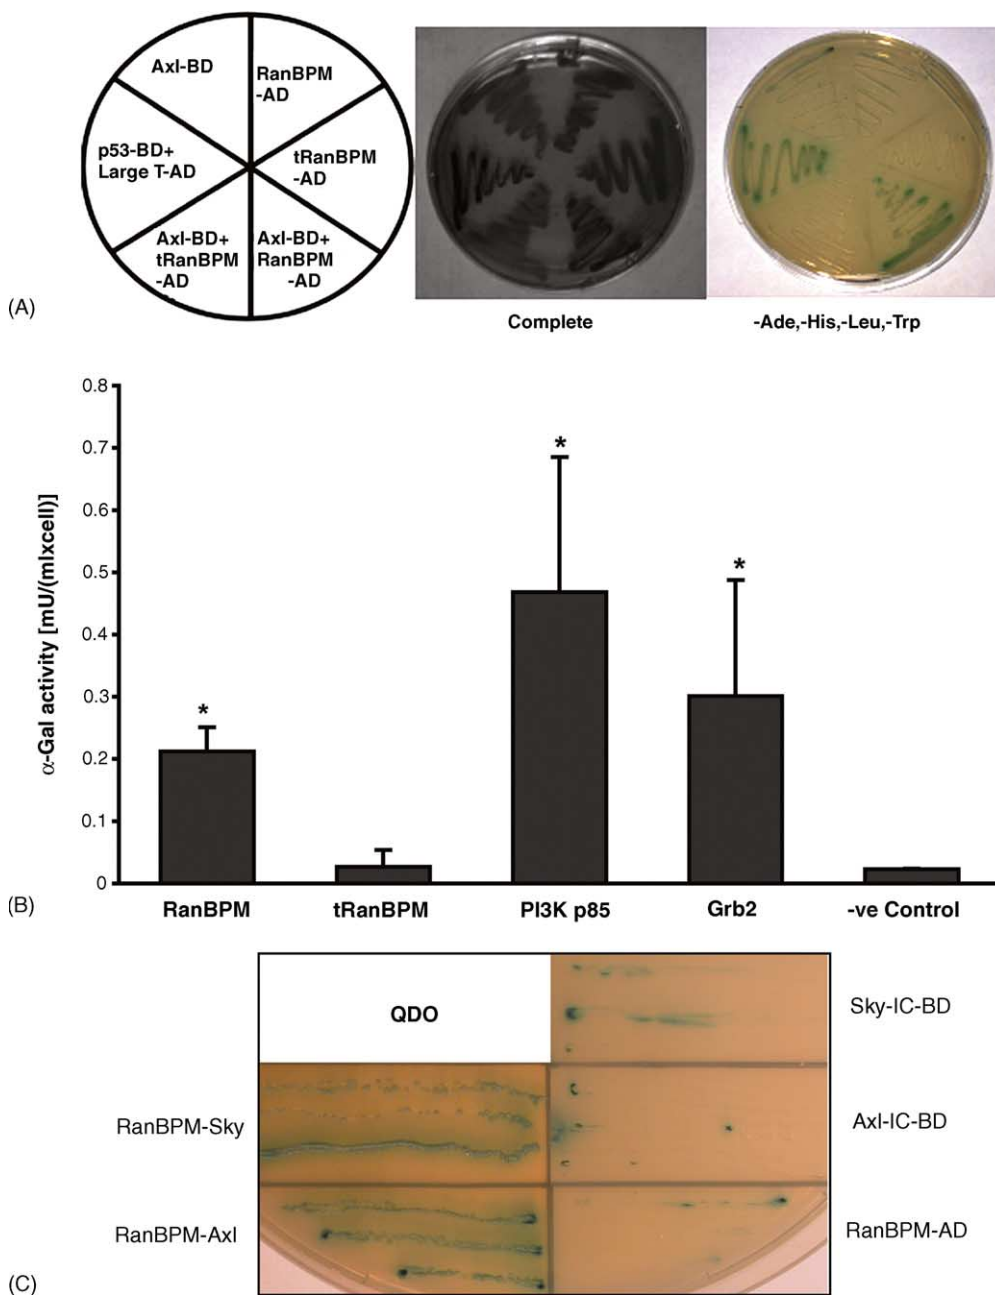 Axl-BD
RanBPM
-AD
p53-BD+
Large T-AD
tRanBPM
-AD
Axl-BD+
tRanBPM
-AD
Axl-BD+
RanBPM
-AD
(A)
Complete
-Ade,-His,-Leu,-Trp
0.8
0.7
0.6
0.5
0.4
0.3
0.2
0.1
0
α-Gal activity [mU/(mlxcell)]
*
*
*
RanBPM
tRanBPM
PI3K p85
Grb2
-ve Control
(B)
QDO
Sky-IC-BD
RanBPM-Sky
Axl-IC-BD
RanBPM-Axl
RanBPM-AD
(C)